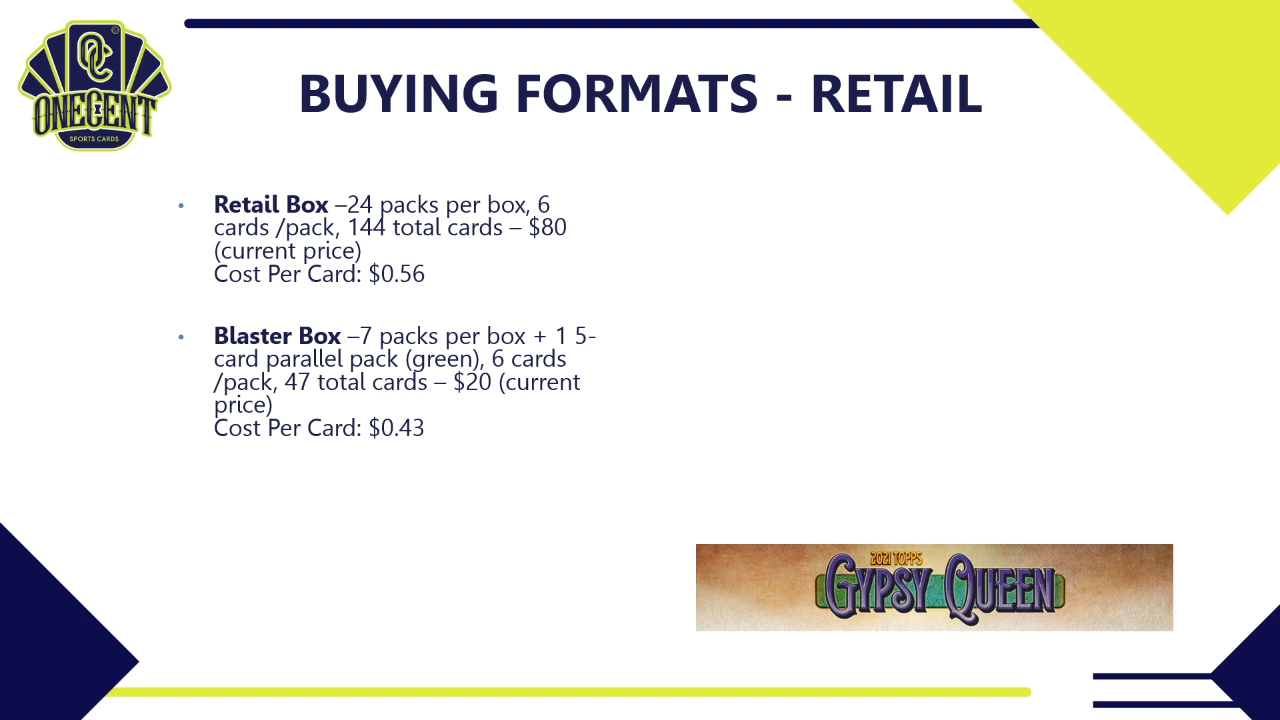 OC
ONECENT
SPORTS CARDS
BUYING FORMATS - RETAIL
• Retail Box –24 packs per box, 6
cards /pack, 144 total cards – $80
(current price)
Cost Per Card: $0.56
• Blaster Box –7 packs per box + 1 5-
card parallel pack (green), 6 cards
/pack, 47 total cards – $20 (current
price)
Cost Per Card: $0.43
2021 TOPPS
GYPSY QUEEN